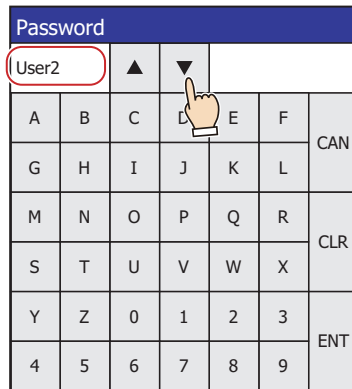 Password
User2 ▲ ▼
A B C D E F
CAN
G H I J K L
M N O P Q R
CLR
S T U V W X
Y Z 0 1 2 3
ENT
4 5 6 7 8 9